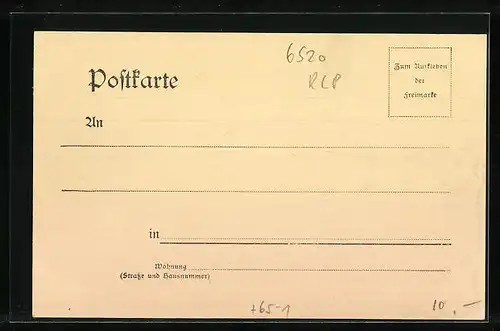 6520
RLP
Postkarte
Zum Aufkleben
der
Freimarke
An
in
Wohnung
(Straße und Hausnummer)
+65-1
10,-